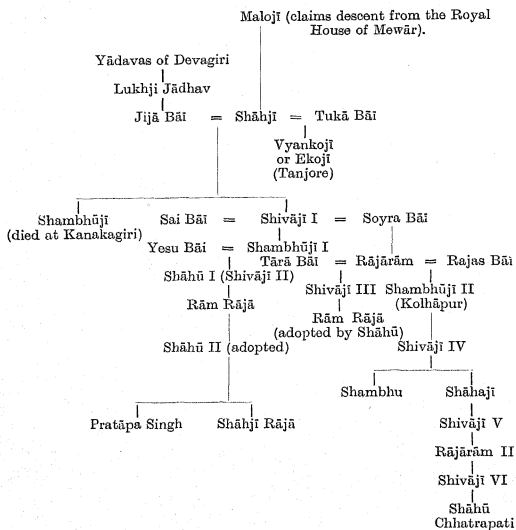 Malojī (claims descent from the Royal
House of Mewār).
Yādavas of Devagiri
Lukhji Jādhav
Jijā Bāī = Shāhjī = Tukā Bāī
Vyankojī
or Ekojī
(Tanjore)
Shambhūjī
(died at Kanakagiri)
Sai Bāī = Shivājī I = Soyra Bāī
Yesu Bāi = Shambhūjī I
Tārā Bāī = Rājārām = Rajas Bāī
Shāhū I (Shivājī II)
Shivājī III
Shambhūjī II
(Kolhāpur)
Rām Rājā
Rām Rājā
(adopted by Shāhū)
Shāhū II (adopted)
Shivājī IV
Shambhu
Shāhaji
Pratāpa Singh
Shāhjī Rājā
Shivājī V
Rājārām II
Shivājī VI
Shāhū
Chhatrapati